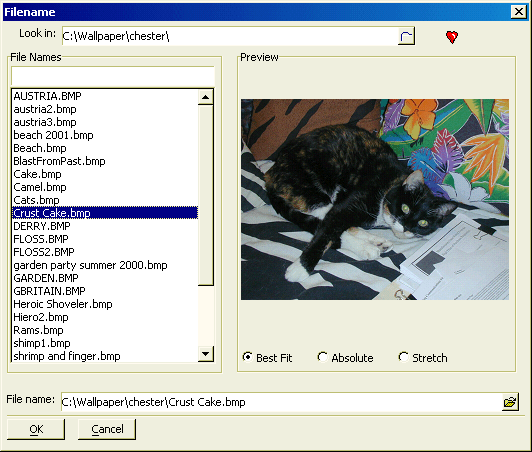 Filename
Look in: C:\Wallpaper\chester\
File Names
Preview
AUSTRIA.BMP
austria2.bmp
austria3.bmp
beach 2001.bmp
Beach.bmp
BlastFromPast.bmp
Cake.bmp
Camel.bmp
Cats.bmp
Crust Cake.bmp
DERRY.BMP
FLOSS.BMP
FLOSS2.BMP
garden party summer 2000.bmp
GARDEN.BMP
GBRITAIN.BMP
Heroic Shoveler.bmp
Hiero2.bmp
Rams.bmp
shimp1.bmp
shrimp and finger.bmp
Best Fit
Absolute
Stretch
File name: C:\Wallpaper\chester\Crust Cake.bmp
OK
Cancel